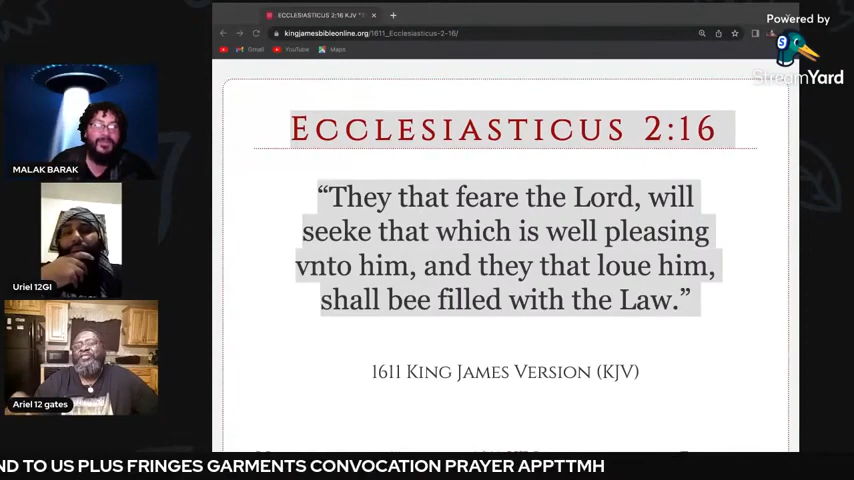 ECCLESIASTICUS 2:16 KJV "T
kingjamesbibleonline.org/1611_Ecclesiasticus-2-16/
Gmail YouTube Maps
Powered by
S
StreamYard
MALAK BARAK
Uriel 12GI
Ariel 12 gates
ECCLESIASTICUS 2:16
“They that feare the Lord, will
seeke that which is well pleasing
vnto him, and they that loue him,
shall bee filled with the Law.”
1611 KING JAMES VERSION (KJV)
ND TO US PLUS FRINGES GARMENTS CONVOCATION PRAYER APPTTMH